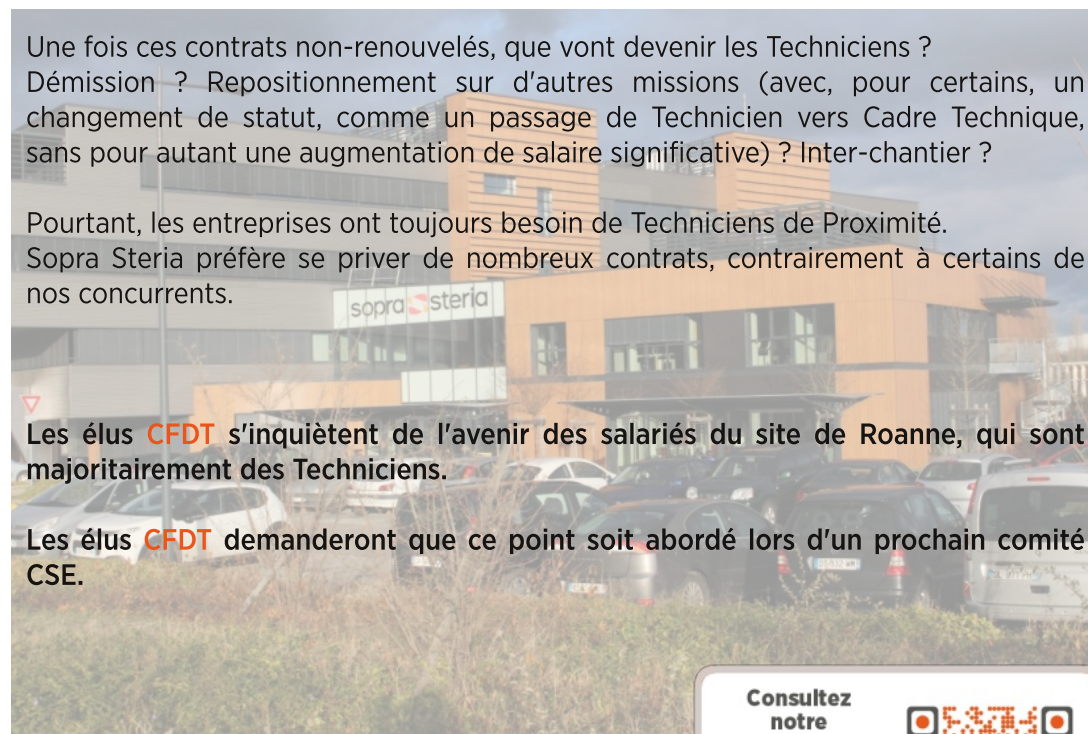 Une fois ces contrats non-renouvelés, que vont devenir les Techniciens ?
Démission ? Repositionnement sur d'autres missions (avec, pour certains, un
changement de statut, comme un passage de Technicien vers Cadre Technique,
sans pour autant une augmentation de salaire significative) ? Inter-chantier ?
Pourtant, les entreprises ont toujours besoin de Techniciens de Proximité.
Sopra Steria préfère se priver de nombreux contrats, contrairement à certains de
nos concurrents.
sopra steria
Les élus CFDT s'inquiètent de l'avenir des salariés du site de Roanne, qui sont
majoritairement des Techniciens.
Les élus CFDT demanderont que ce point soit abordé lors d'un prochain comité
CSE.
Consultez
notre